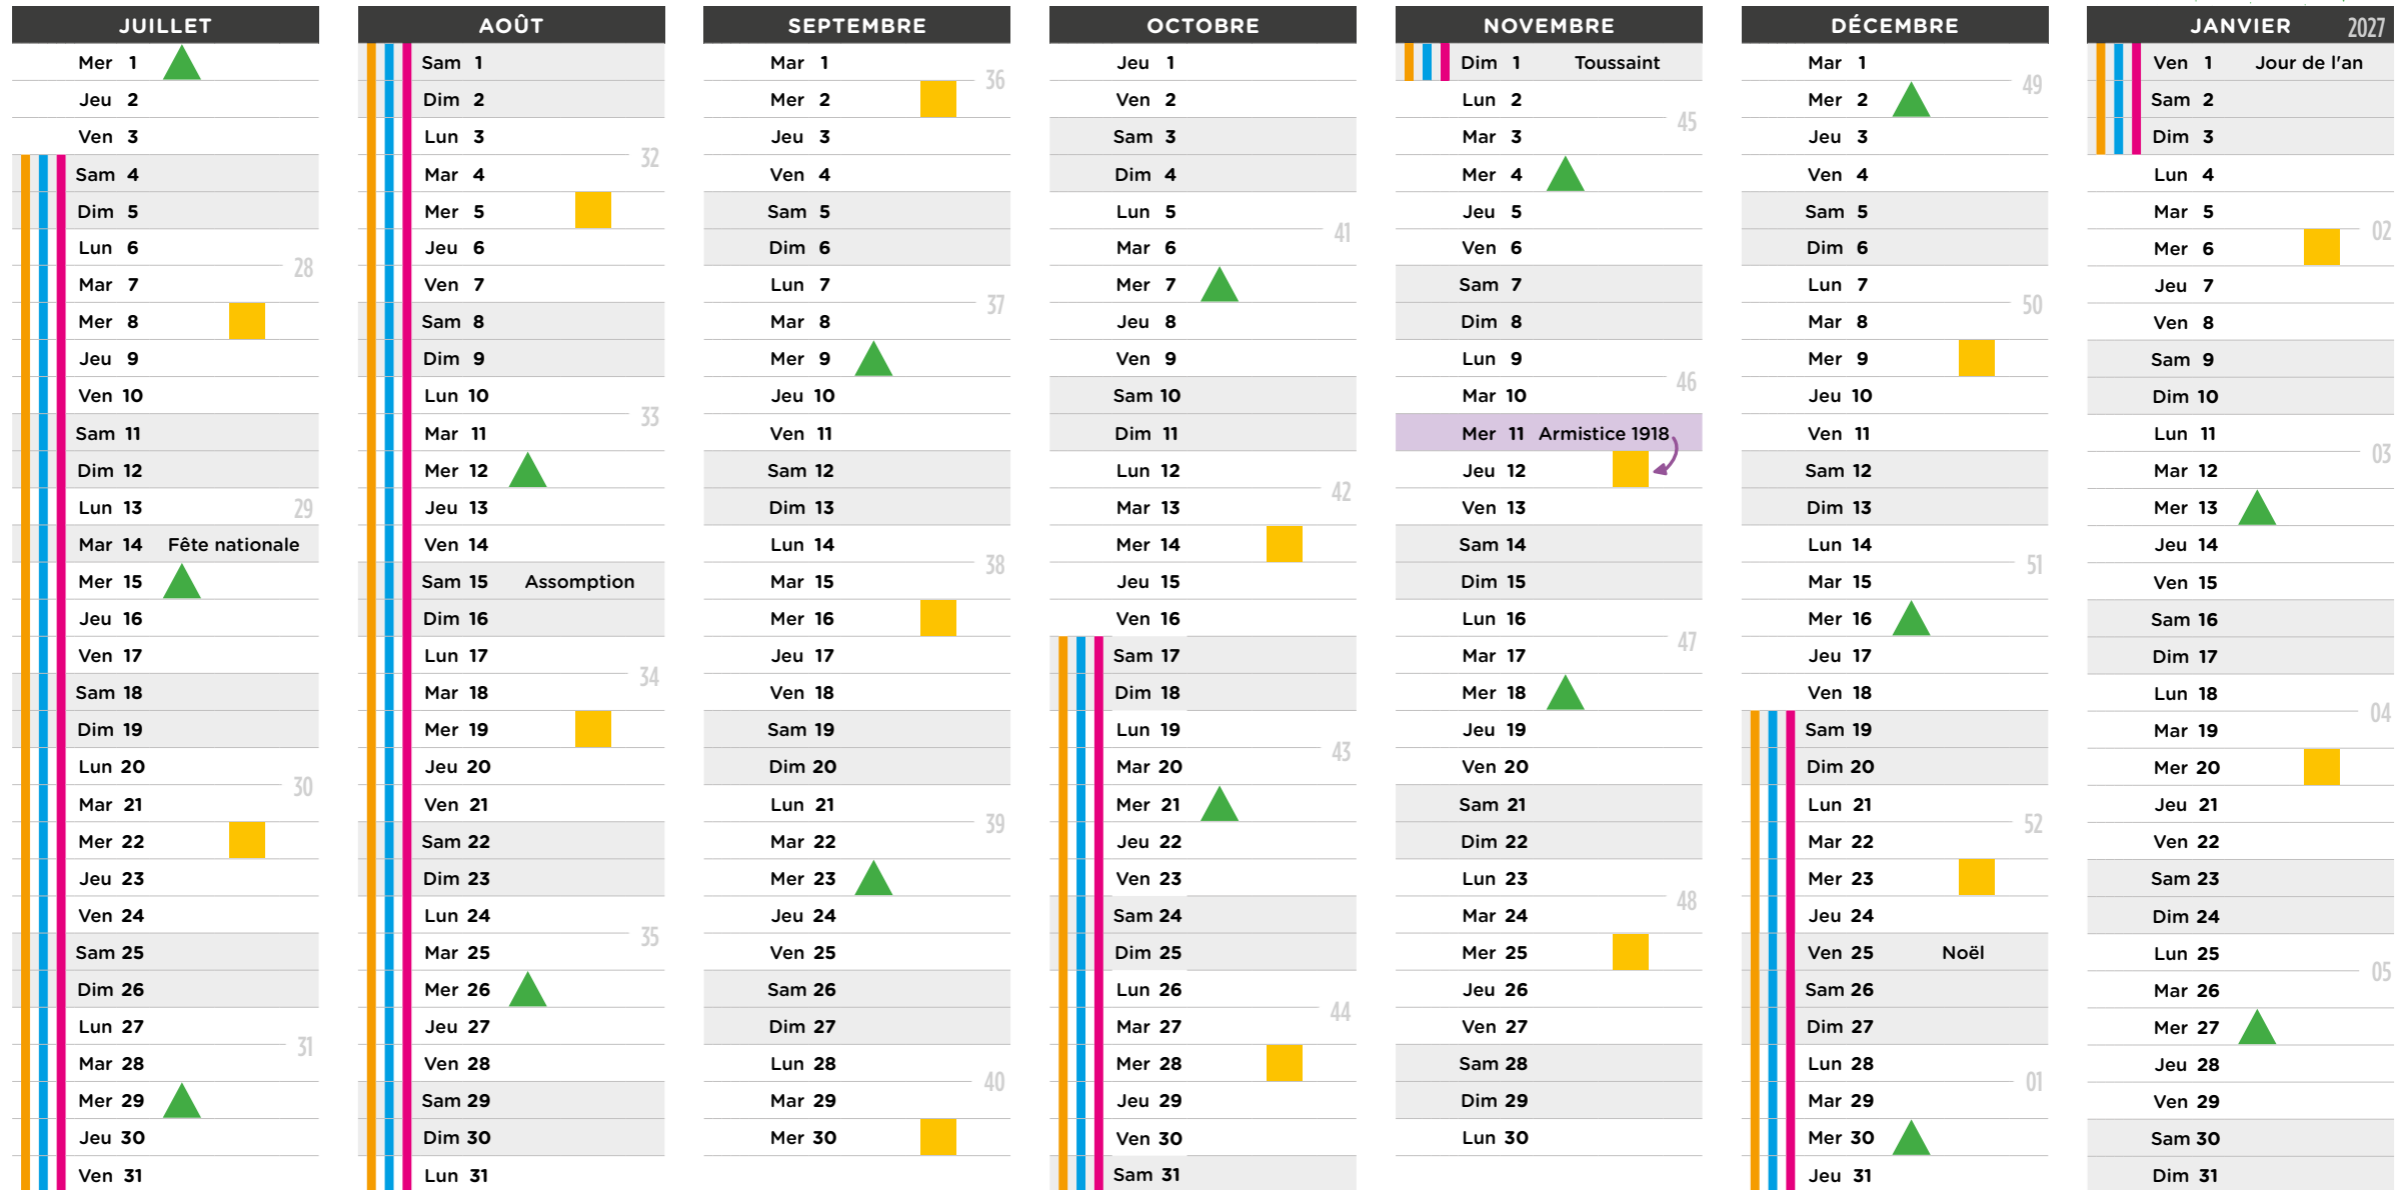 JUILLET
Mer 1
Jeu 2
Ven 3
Sam 4
Dim 5
Lun 6
28
Mar 7
Mer 8
Jeu 9
Ven 10
Sam 11
Dim 12
Lun 13 29
Mar 14 Fête nationale
Mer 15
Jeu 16
Ven 17
Sam 18
Dim 19
Lun 20
30
Mar 21
Mer 22
Jeu 23
Ven 24
Sam 25
Dim 26
Lun 27
31
Mar 28
Mer 29
Jeu 30
Ven 31
AOÛT
Sam 1
Dim 2
Lun 3
32
Mar 4
Mer 5
Jeu 6
Ven 7
Sam 8
Dim 9
Lun 10
33
Mar 11
Mer 12
Jeu 13
Ven 14
Sam 15 Assomption
Dim 16
Lun 17
34
Mar 18
Mer 19
Jeu 20
Ven 21
Sam 22
Dim 23
Lun 24
35
Mar 25
Mer 26
Jeu 27
Ven 28
Sam 29
Dim 30
Lun 31
SEPTEMBRE
Mar 1
36
Mer 2
Jeu 3
Ven 4
Sam 5
Dim 6
Lun 7
37
Mar 8
Mer 9
Jeu 10
Ven 11
Sam 12
Dim 13
Lun 14
38
Mar 15
Mer 16
Jeu 17
Ven 18
Sam 19
Dim 20
Lun 21
39
Mar 22
Mer 23
Jeu 24
Ven 25
Sam 26
Dim 27
Lun 28
40
Mar 29
Mer 30
OCTOBRE
Jeu 1
Ven 2
Sam 3
Dim 4
Lun 5
41
Mar 6
Mer 7
Jeu 8
Ven 9
Sam 10
Dim 11
Lun 12
42
Mar 13
Mer 14
Jeu 15
Ven 16
Sam 17
Dim 18
Lun 19
43
Mar 20
Mer 21
Jeu 22
Ven 23
Sam 24
Dim 25
Lun 26
44
Mar 27
Mer 28
Jeu 29
Ven 30
Sam 31
NOVEMBRE
Dim 1 Toussaint
Lun 2
45
Mar 3
Mer 4
Jeu 5
Ven 6
Sam 7
Dim 8
Lun 9
46
Mar 10
Mer 11 Armistice 1918
Jeu 12
Ven 13
Sam 14
Dim 15
Lun 16
47
Mar 17
Mer 18
Jeu 19
Ven 20
Sam 21
Dim 22
Lun 23
48
Mar 24
Mer 25
Jeu 26
Ven 27
Sam 28
Dim 29
Lun 30
DÉCEMBRE
Mar 1
49
Mer 2
Jeu 3
Ven 4
Sam 5
Dim 6
Lun 7
50
Mar 8
Mer 9
Jeu 10
Ven 11
Sam 12
Dim 13
Lun 14
51
Mar 15
Mer 16
Jeu 17
Ven 18
Sam 19
Dim 20
Lun 21
52
Mar 22
Mer 23
Jeu 24
Ven 25 Noël
Sam 26
Dim 27
Lun 28
01
Mar 29
Mer 30
Jeu 31
JANVIER 2027
Ven 1 Jour de l'an
Sam 2
Dim 3
Lun 4
Mar 5
02
Mer 6
Jeu 7
Ven 8
Sam 9
Dim 10
Lun 11
03
Mar 12
Mer 13
Jeu 14
Ven 15
Sam 16
Dim 17
Lun 18
04
Mar 19
Mer 20
Jeu 21
Ven 22
Sam 23
Dim 24
Lun 25
05
Mar 26
Mer 27
Jeu 28
Ven 29
Sam 30
Dim 31